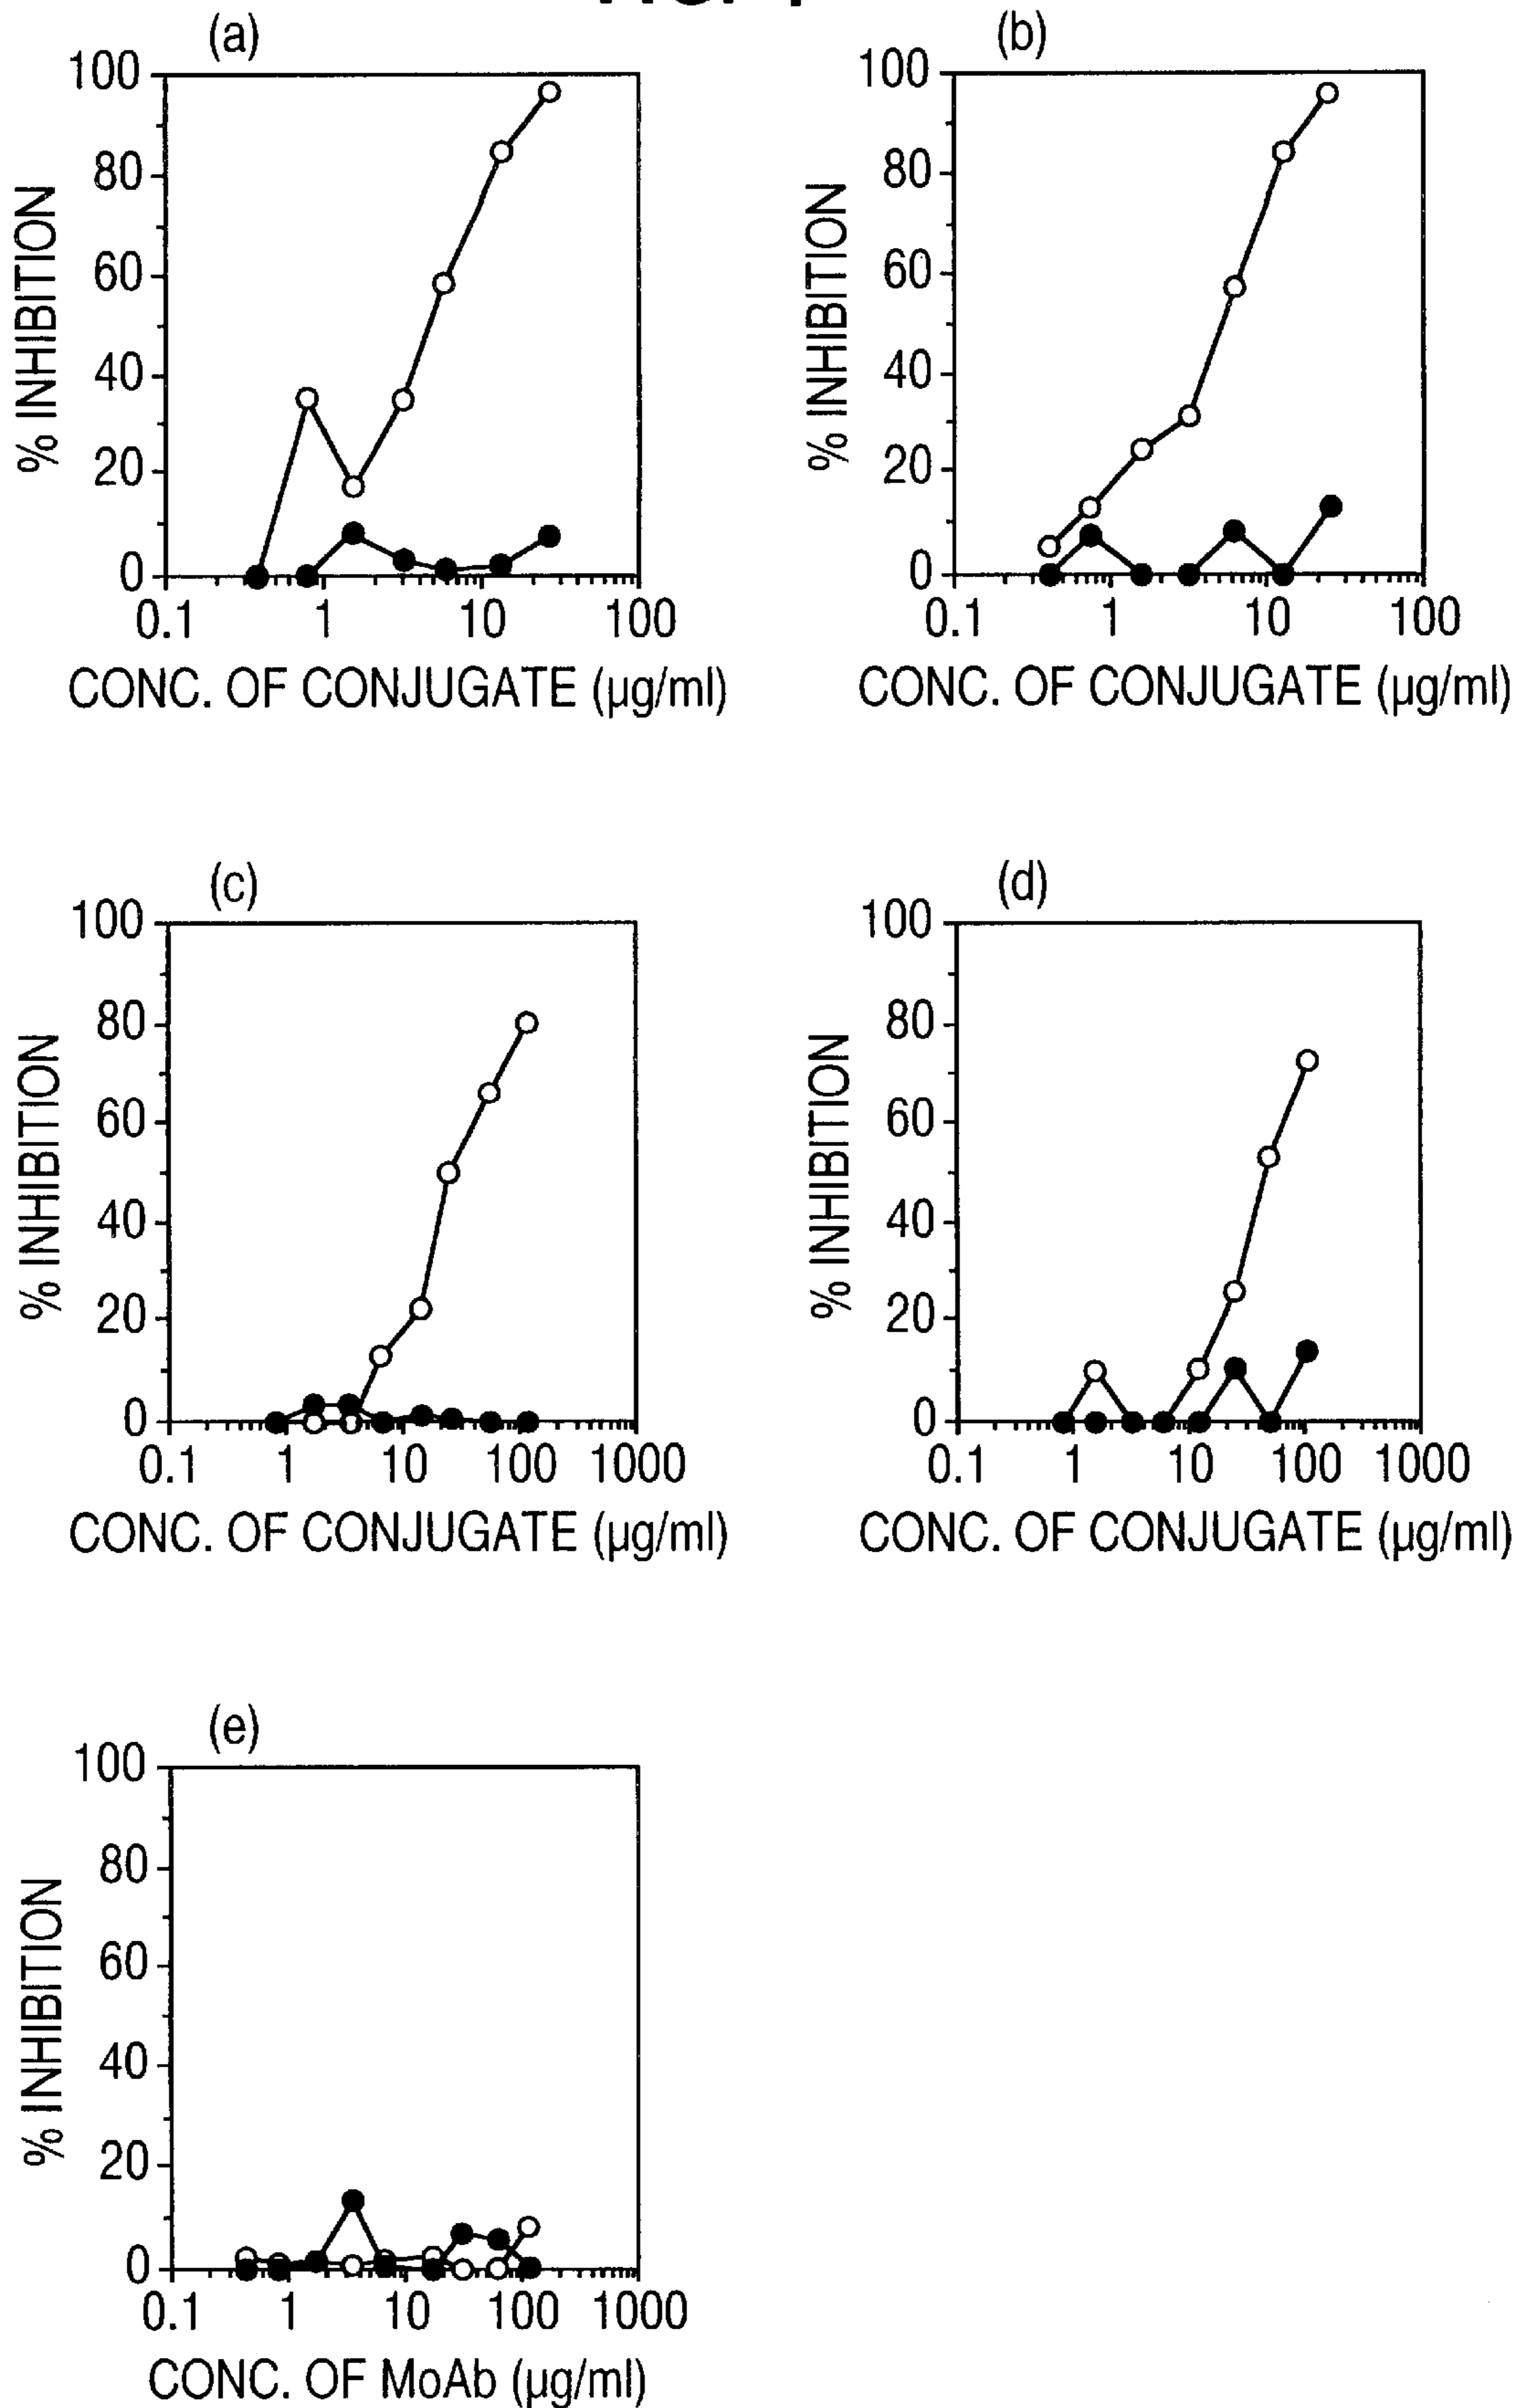 (a)
100
80
60
40
20
0
% INHIBITION
0.1 1 10 100
CONC. OF CONJUGATE (µg/ml)
(b)
100
80
60
40
20
0
% INHIBITION
0.1 1 10 100
CONC. OF CONJUGATE (µg/ml)
(c)
100
80
60
40
20
0
% INHIBITION
0.1 1 10 100 1000
CONC. OF CONJUGATE (µg/ml)
(d)
100
80
60
40
20
0
% INHIBITION
0.1 1 10 100 1000
CONC. OF CONJUGATE (µg/ml)
(e)
100
80
60
40
20
0
% INHIBITION
0.1 1 10 100 1000
CONC. OF MoAb (µg/ml)